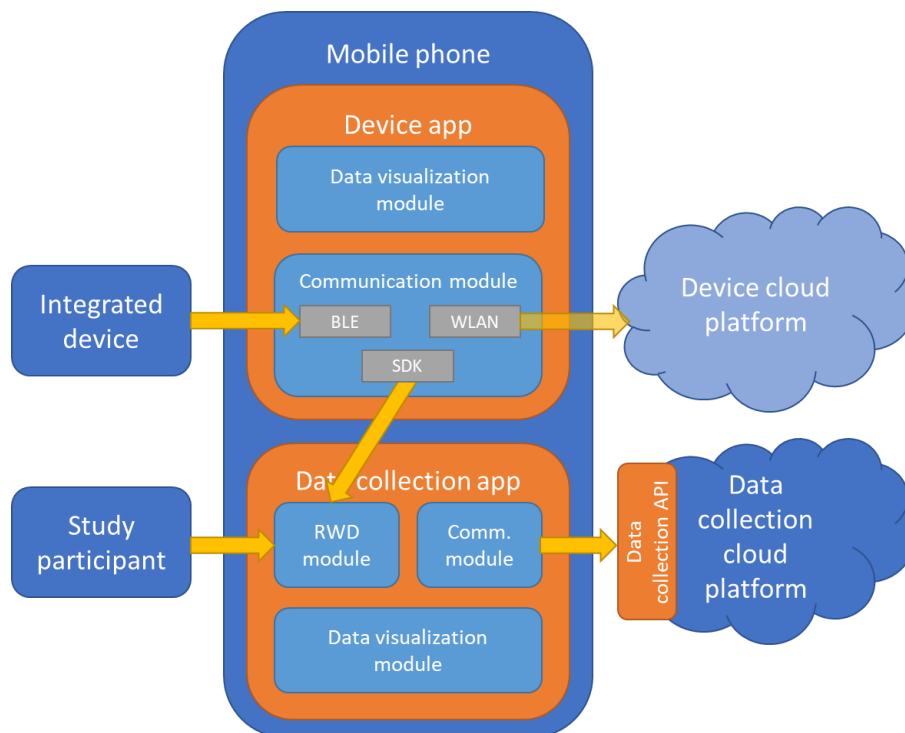 Mobile phone
Device app
Data visualization
module
Communication module
BLE
WLAN
SDK
Integrated
device
Device cloud
platform
Data collection app
RWD
module
Comm.
module
Data visualization
module
Study
participant
Data
collection API
Data
collection
cloud
platform